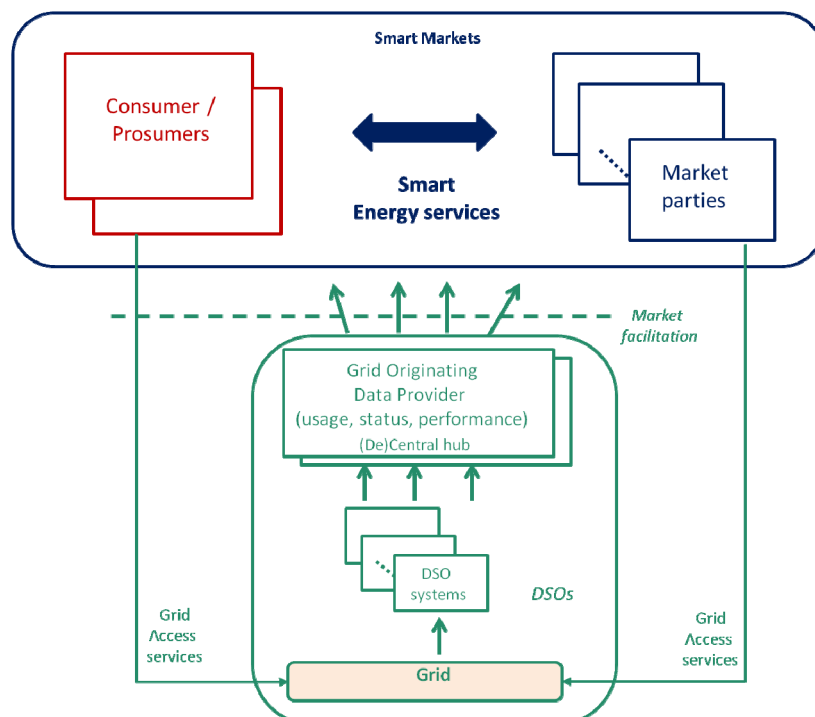 Smart Markets
Consumer /
Prosumers
Smart
Energy services
Market
parties
Market
facilitation
Grid Originating
Data Provider
(usage, status, performance)
(De)Central hub
DSO
systems
DSOs
Grid
Access
services
Grid
Access
services
Grid